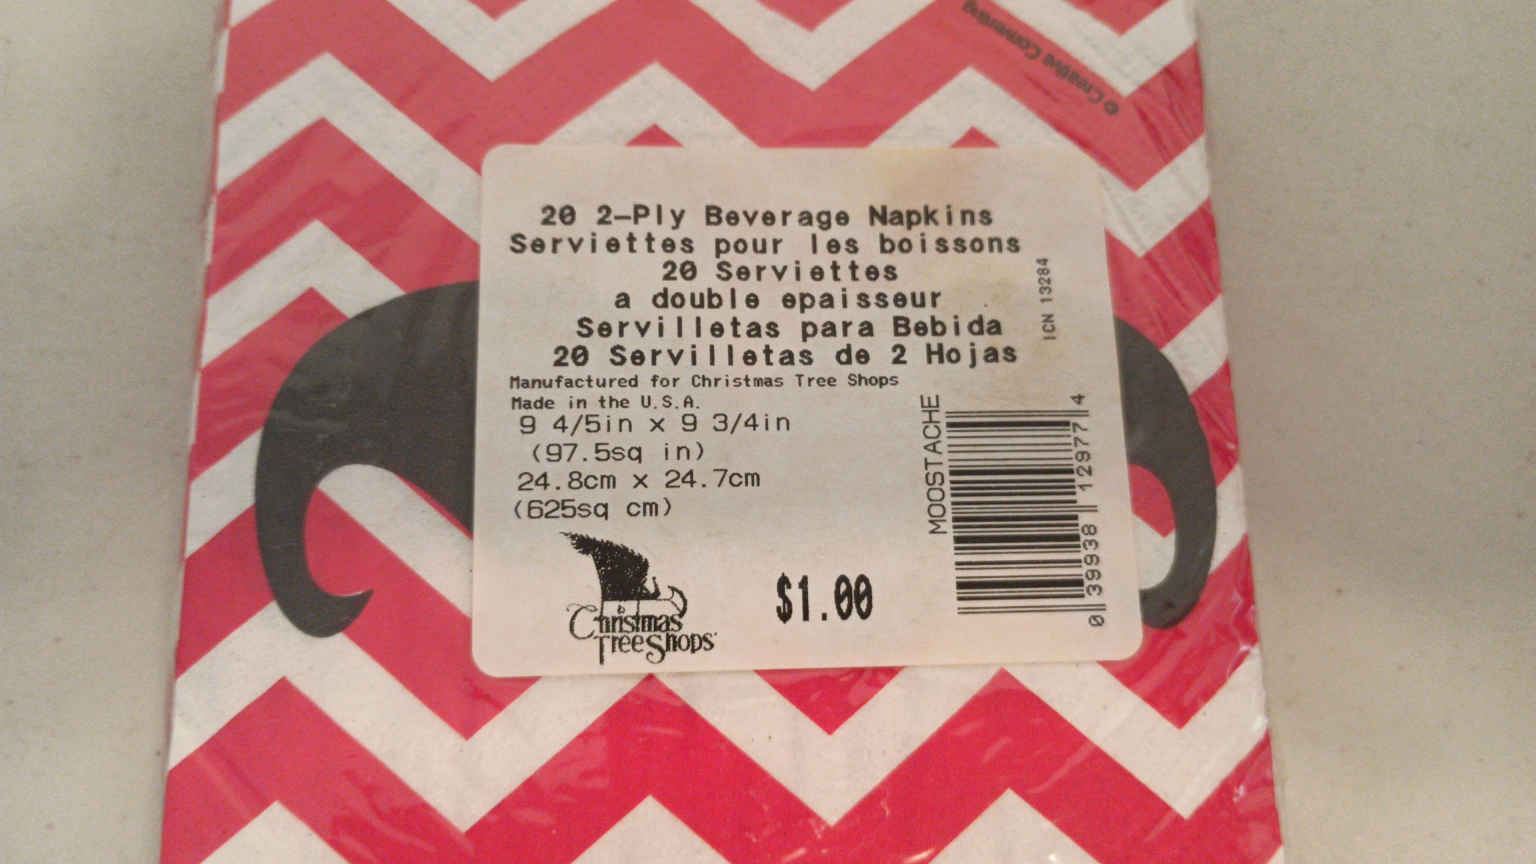 © Creative Converting
20 2-Ply Beverage Napkins
Serviettes pour les boissons
20 Serviettes
a double epaisseur
Servilletas para Bebida
20 Servilletas de 2 Hojas
ICN 13284
Manufactured for Christmas Tree Shops
Made in the U.S.A.
9 4/5in x 9 3/4in
(97.5sq in)
24.8cm x 24.7cm
(625sq cm)
MOOSTACHE
0 39938 12977 4
Christmas
Tree Shops
$1.00